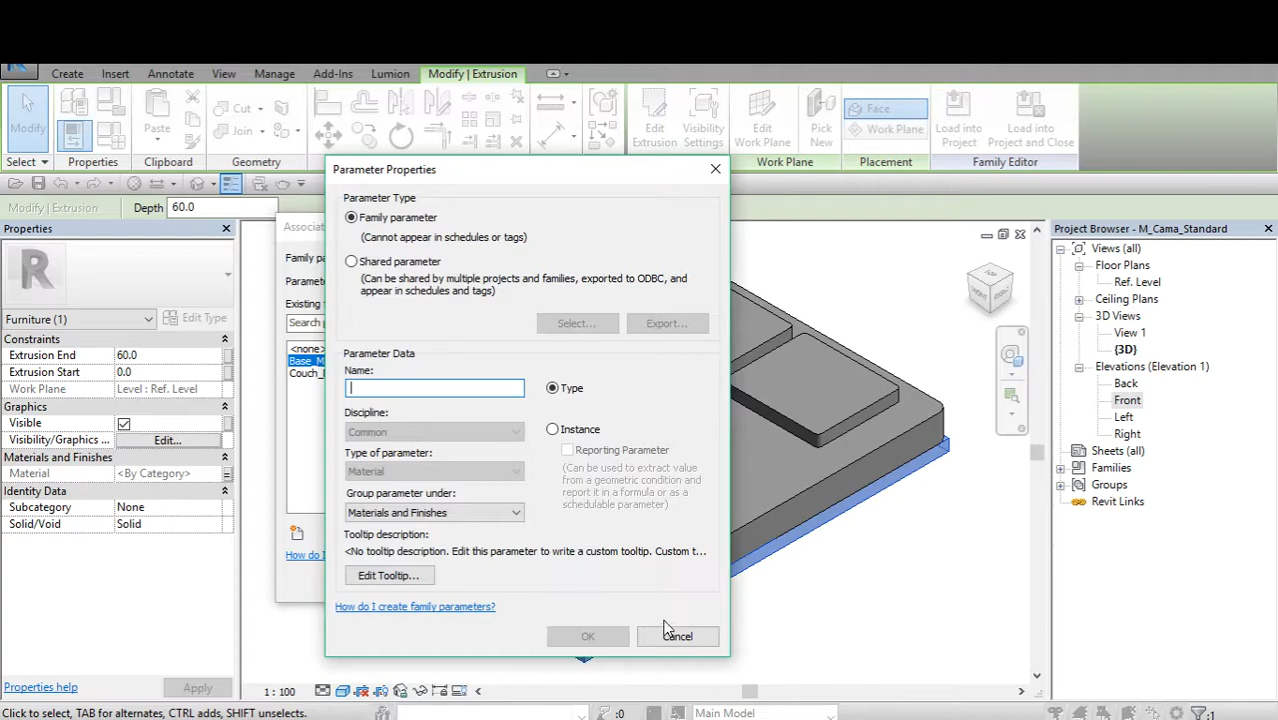 Create Insert Annotate View Manage Add-Ins Lumion Modify | Extrusion
Modify
Paste
Cut
Join
Edit Extrusion
Visibility Settings
Edit Work Plane
Pick New
Face
Work Plane
Load into Project
Load into Project and Close
Select Properties Clipboard Geometry Work Plane Placement Family Editor
Modify | Extrusion Depth 60.0
Properties
Furniture (1) Edit Type
Constraints
Extrusion End 60.0
Extrusion Start 0.0
Work Plane Level : Ref. Level
Graphics
Visible
Visibility/Graphics ... Edit...
Materials and Finishes
Material <By Category>
Identity Data
Subcategory None
Solid/Void Solid
Properties help Apply
Parameter Properties
Parameter Type
Family parameter
(Cannot appear in schedules or tags)
Shared parameter
(Can be shared by multiple projects and families, exported to ODBC, and
appear in schedules and tags)
Select... Export...
Parameter Data
Name:
Type
Discipline:
Common
Instance
Reporting Parameter
Type of parameter:
Material
(Can be used to extract value
from a geometric condition and
report it in a formula or as a
schedulable parameter)
Group parameter under:
Materials and Finishes
Tooltip description:
<No tooltip description. Edit this parameter to write a custom tooltip. Custom t...
Edit Tooltip...
How do I create family parameters?
OK Cancel
Project Browser - M_Cama_Standard
Views (all)
Floor Plans
Ref. Level
Ceiling Plans
3D Views
View 1
{3D}
Elevations (Elevation 1)
Back
Front
Left
Right
Sheets (all)
Families
Groups
Revit Links
1 : 100
Click to select, TAB for alternates, CTRL adds, SHIFT unselects. :0 Main Model :1